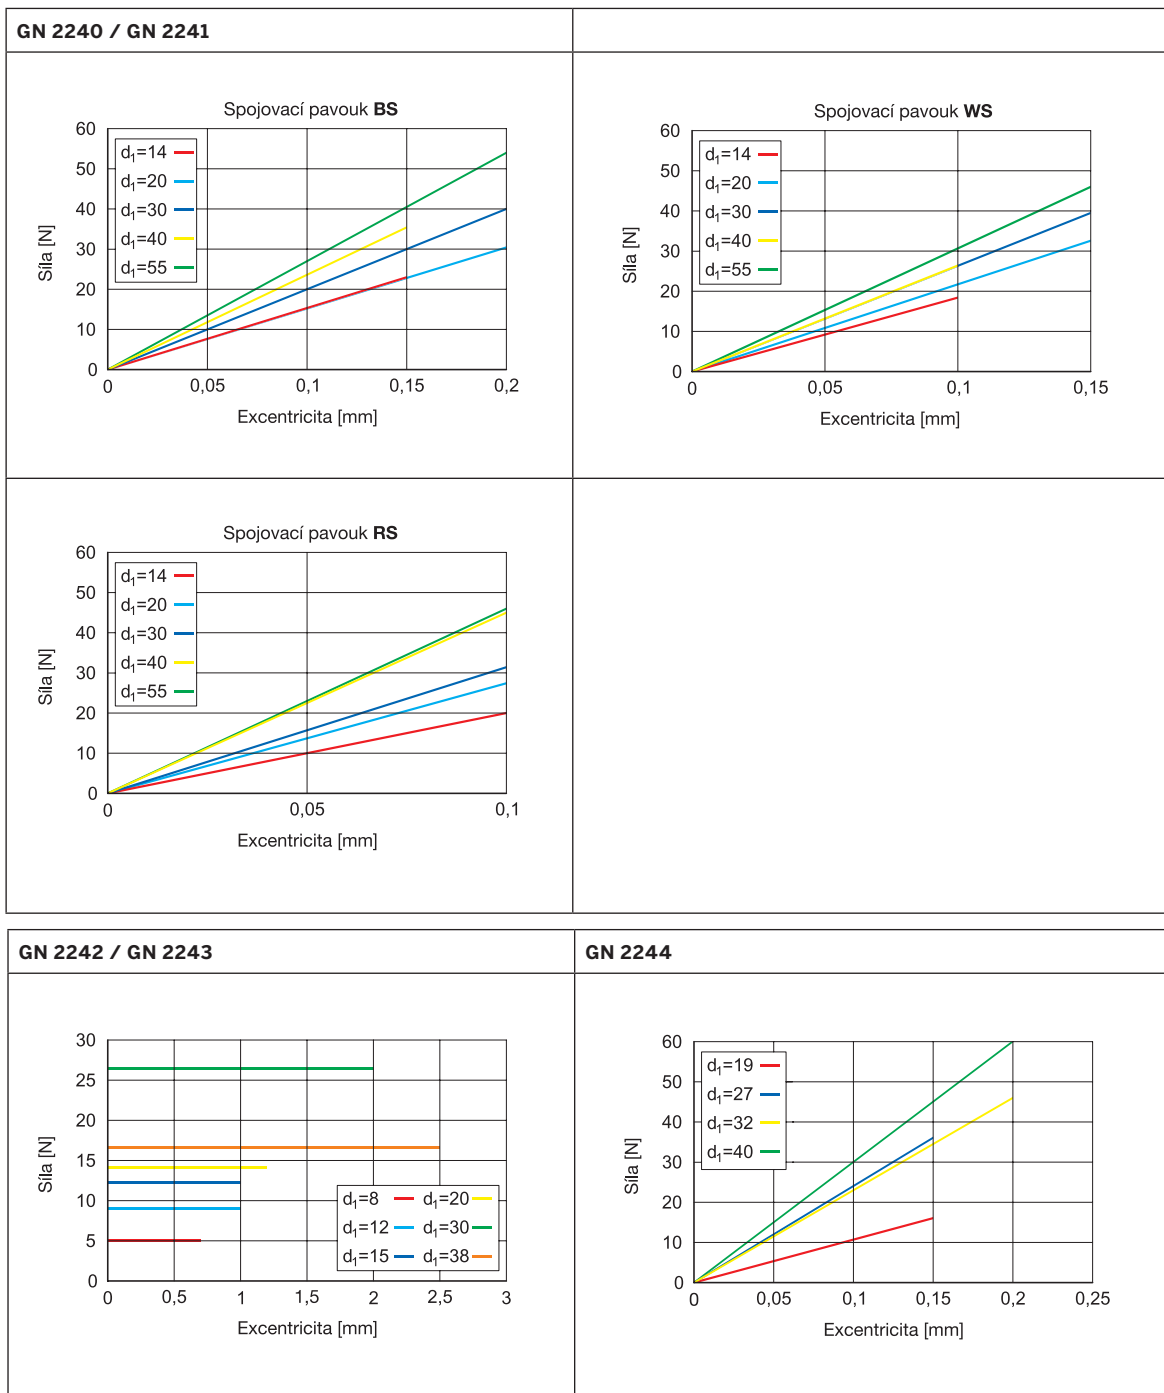 GN 2240 / GN 2241
Spojovací pavouk BS
60
50
40
30
20
10
0
Síla [N]
d1=14
d1=20
d1=30
d1=40
d1=55
0
0,05
0,1
0,15
0,2
Excentricita [mm]
Spojovací pavouk WS
60
50
40
30
20
10
0
Síla [N]
d1=14
d1=20
d1=30
d1=40
d1=55
0
0,05
0,1
0,15
Excentricita [mm]
Spojovací pavouk RS
60
50
40
30
20
10
0
Síla [N]
d1=14
d1=20
d1=30
d1=40
d1=55
0
0,05
0,1
Excentricita [mm]
GN 2242 / GN 2243
30
25
20
15
10
5
0
Síla [N]
d1=8 d1=20
d1=12 d1=30
d1=15 d1=38
0
0,5
1
1,5
2
2,5
3
Excentricita [mm]
GN 2244
60
50
40
30
20
10
0
Síla [N]
d1=19
d1=27
d1=32
d1=40
0
0,05
0,1
0,15
0,2
0,25
Excentricita [mm]